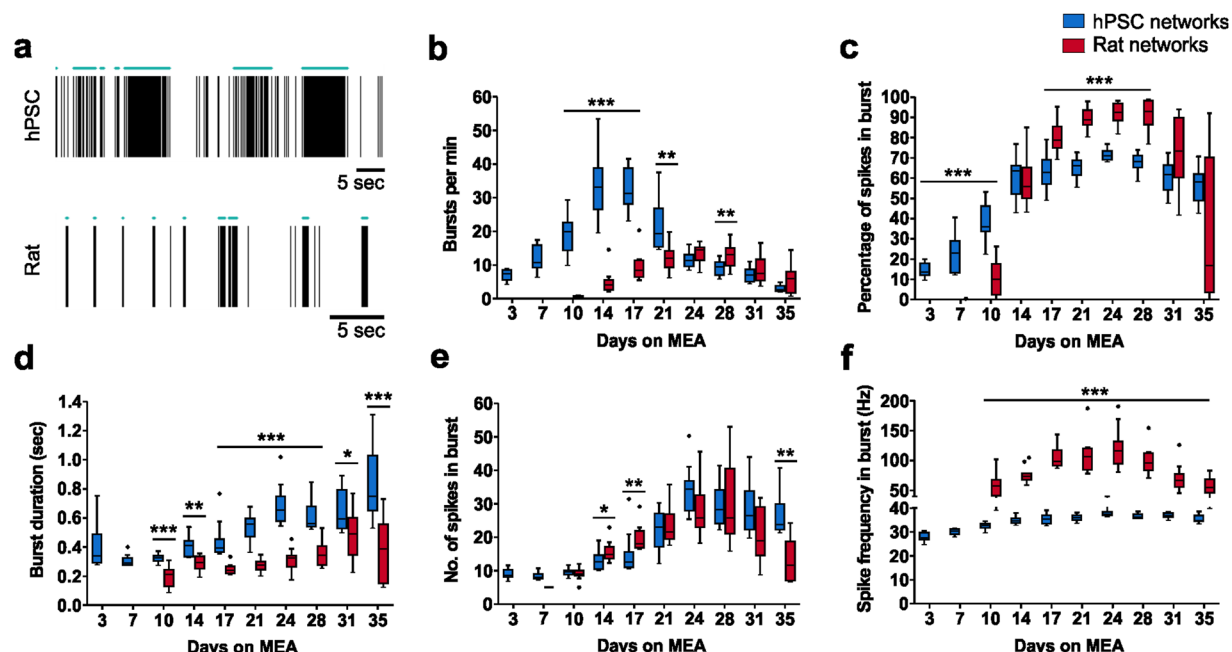 hPSC networks
Rat networks
a
hPSC
5 sec
Rat
5 sec
b
Bursts per min
60
50
40
30
20
10
0
***
**
**
3 7 10 14 17 21 24 28 31 35
Days on MEA
c
Percentage of spikes in burst
100
90
80
70
60
50
40
30
20
10
0
***
***
3 7 10 14 17 21 24 28 31 35
Days on MEA
d
Burst duration (sec)
1.4
1.2
1.0
0.8
0.6
0.4
0.2
0.0
***
**
***
*
***
3 7 10 14 17 21 24 28 31 35
Days on MEA
e
No. of spikes in burst
60
50
40
30
20
10
0
*
**
**
3 7 10 14 17 21 24 28 31 35
Days on MEA
f
Spike frequency in burst (Hz)
200
150
100
50
40
30
20
10
0
***
3 7 10 14 17 21 24 28 31 35
Days on MEA